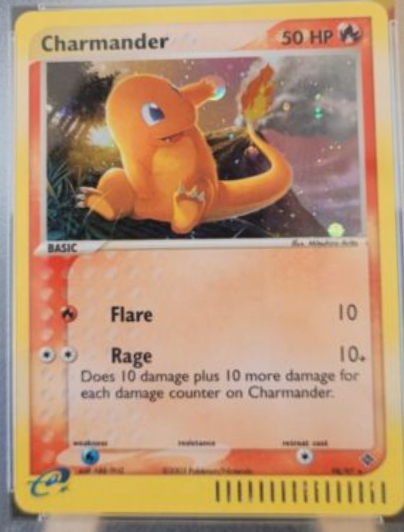 Charmander 50 HP
BASIC
Flare 10
Rage 10+
Does 10 damage plus 10 more damage for
each damage counter on Charmander.
weakness resistance retreat cost
©2003 Pokémon/Nintendo